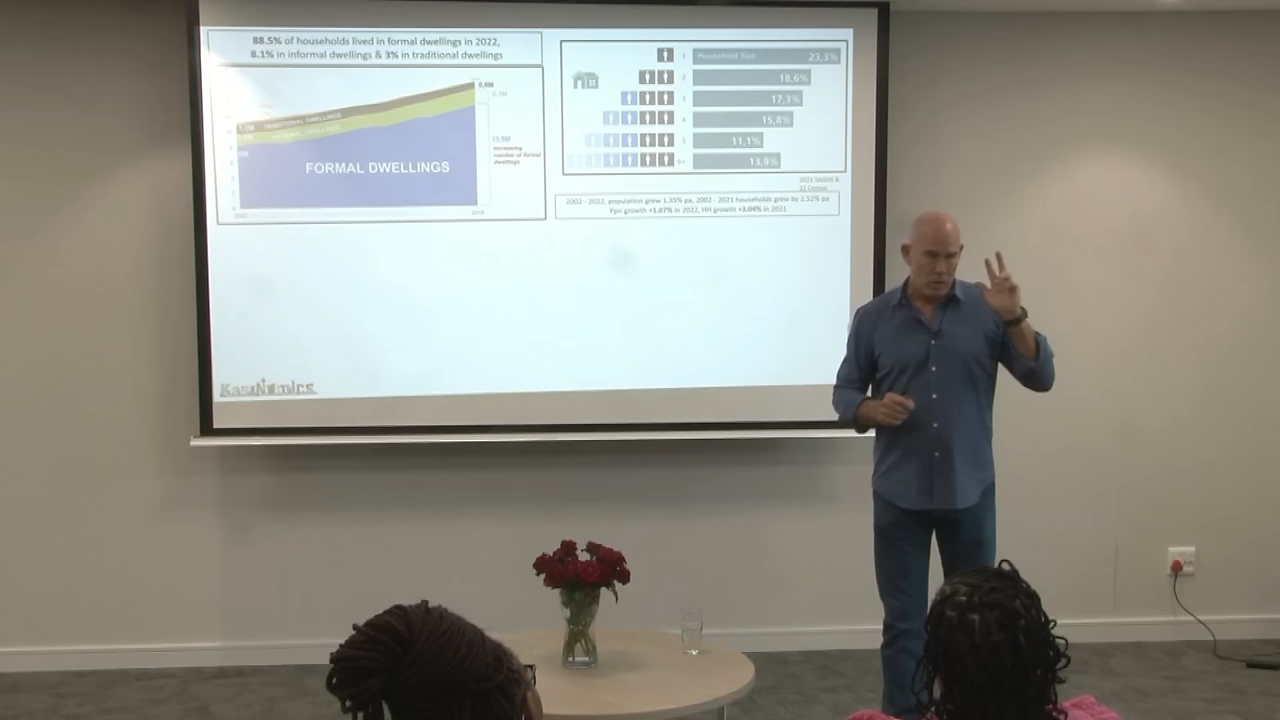 88.5% of households lived in formal dwellings in 2022,
8.1% in informal dwellings & 3% in traditional dwellings
TRADITIONAL DWELLINGS
FORMAL DWELLINGS
Increasing
number of formal
dwellings
2002
1 Household Size 23,3%
2 18,6%
3 17,3%
4 15,8%
5 11,1%
6+ 13,9%
2002 - 2022, population grew 1.35% pa, 2002 - 2021 households grew by 2.52% pa
Ppn growth +1.07% in 2022, HH growth +3.04% in 2021
KasiNomics